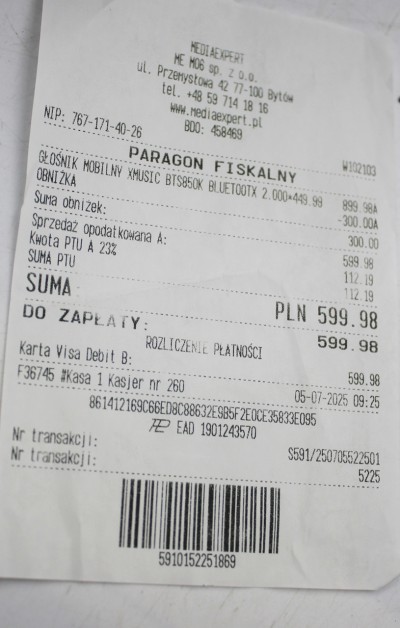 MEDIAEXPERT
ME M06 sp. z o.o.
ul. Przemysłowa 42 77-100 Bytów
tel. +48 59 714 18 16
www.mediaexpert.pl
BDO: 458469
NIP: 767-171-40-26 W102103
PARAGON FISKALNY
GŁOŚNIK MOBILNY XMUSIC BTS850K BLUETOOTX 2.000*449.99 899.98A
OBNIŻKA -300.00A
Suma obniżek: 300.00
Sprzedaż opodatkowana A: 599.98
Kwota PTU A 23% 112.19
SUMA PTU 112.19
SUMA PLN 599.98
DO ZAPŁATY: 599.98
ROZLICZENIE PŁATNOŚCI
Karta Visa Debit B: 599.98
F36745 #Kasa 1 Kasjer nr 260 05-07-2025 09:25
861412169C66ED8C88632E9B5F2E0CE35833E095
EAD 1901243570
Nr transakcji: S591/250705522501
Nr transakcji: 5225
5910152251869